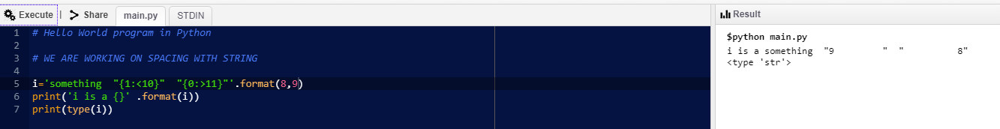 Execute | Share main.py STDIN
1 # Hello World program in Python
2
3 # WE ARE WORKING ON SPACING WITH STRING
4
5 i='something  "{1:<10}"  "{0:>11}"'.format(8,9)
6 print('i is a {}' .format(i))
7 print(type(i))
Result
$python main.py
i is a something  "9         "  "          8"
<type 'str'>